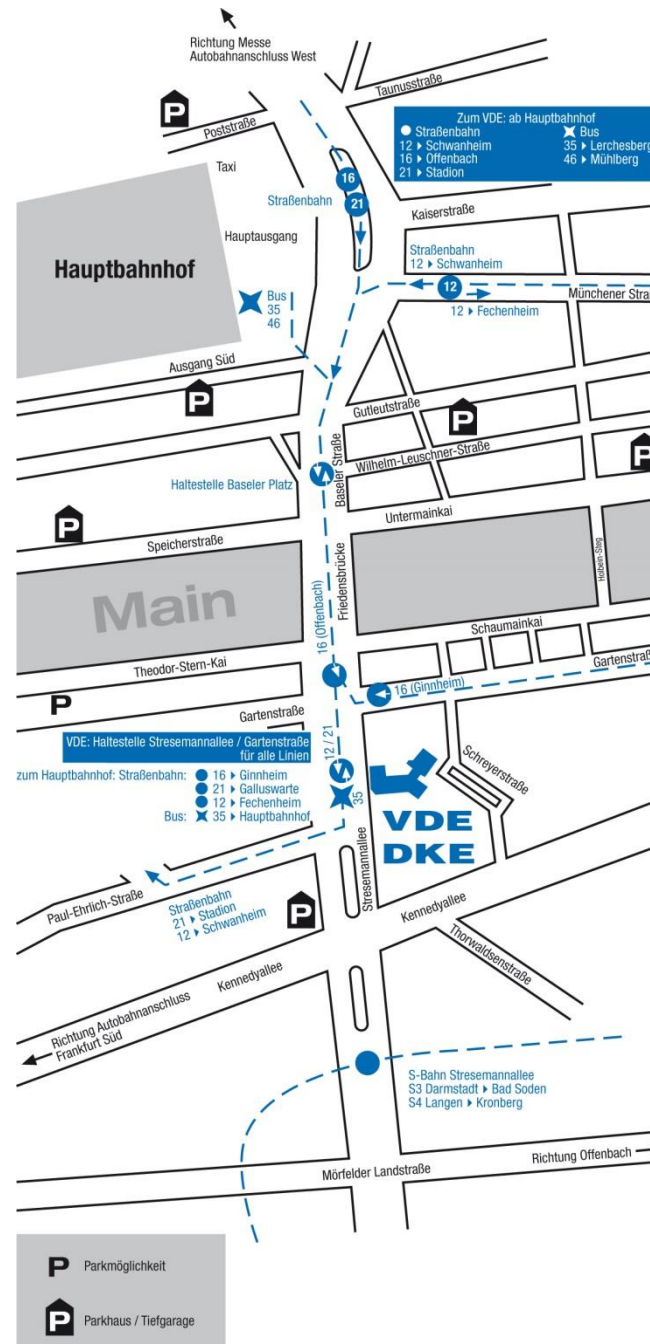 Richtung Messe
Autobahnanschluss West
Taunusstraße
P
Poststraße
Zum VDE: ab Hauptbahnhof
Straßenbahn
Bus
12 ▸ Schwanheim
35 ▸ Lerchesberg
16 ▸ Offenbach
46 ▸ Mühlberg
21 ▸ Stadion
Taxi
16
21
Straßenbahn
Kaiserstraße
Hauptausgang
Hauptbahnhof
Straßenbahn
12 ▸ Schwanheim
12
Münchener
12 ▸ Fechenheim
Bus
35
46
Ausgang Süd
P
Gutleutstraße
P
Wilhelm-Leuschner-Straße
P
Baseler Straße
Haltestelle Baseler Platz
Untermainkai
P
Speicherstraße
Holbein-Steg
Main
Friedensbrücke
16 (Offenbach)
Schaumainkai
Theodor-Stern-Kai
Gartenstraße
16 (Ginnheim)
P
Gartenstraße
VDE: Haltestelle Stresemannallee / Gartenstraße
für alle Linien
12 / 21
zum Hauptbahnhof: Straßenbahn:
16 ▸ Ginnheim
21 ▸ Galluswarte
12 ▸ Fechenheim
Bus:
35 ▸ Hauptbahnhof
35
Schreyerstraße
VDE
DKE
Stresemannallee
Paul-Ehrlich-Straße
Straßenbahn
21 ▸ Stadion
12 ▸ Schwanheim
P
Kennedyallee
Thorwaldsenstraße
Kennedyallee
Richtung Autobahnanschluss
Frankfurt Süd
S-Bahn Stresemannallee
S3 Darmstadt ▸ Bad Soden
S4 Langen ▸ Kronberg
Mörfelder Landstraße
Richtung Offenbach
P Parkmöglichkeit
P Parkhaus / Tiefgarage